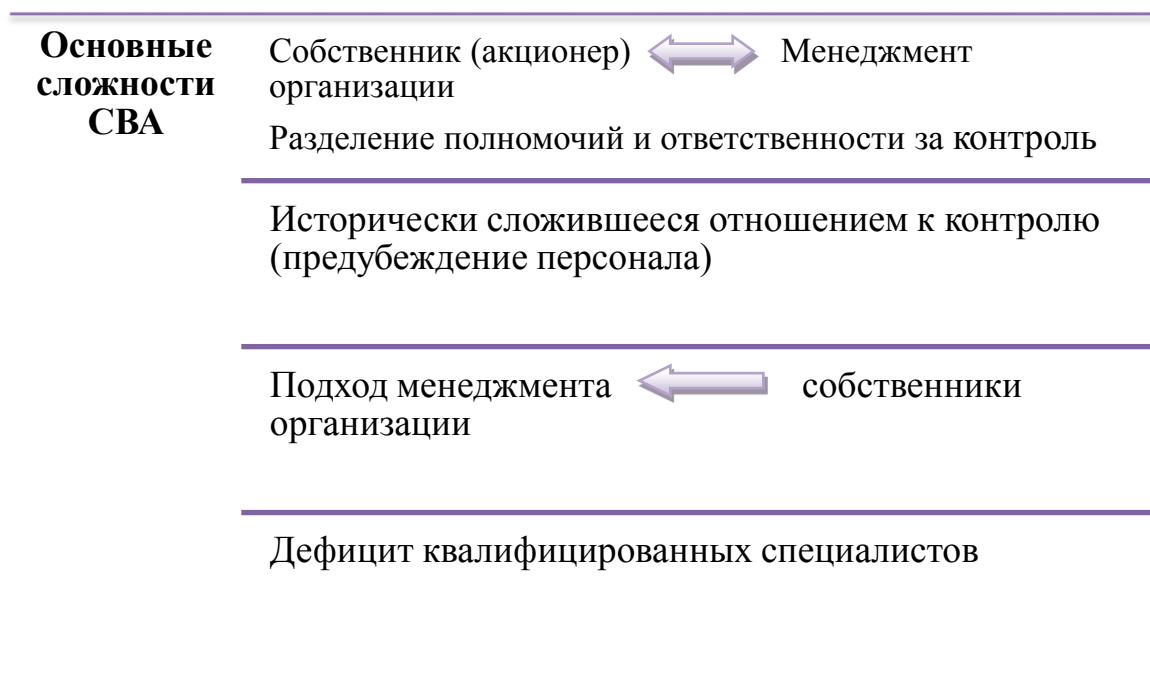 Основные
сложности
СВА
Собственник (акционер) Менеджмент
организации
Разделение полномочий и ответственности за контроль
Исторически сложившееся отношением к контролю
(предубеждение персонала)
Подход менеджмента собственники
организации
Дефицит квалифицированных специалистов